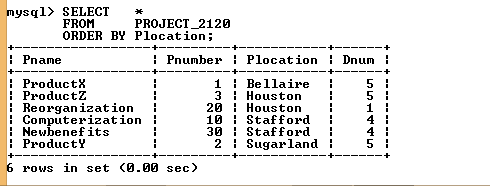 mysql> SELECT   *
       FROM     PROJECT_2120
       ORDER BY Plocation;
+-----------------+---------+-----------+------+
| Pname           | Pnumber | Plocation | Dnum |
+-----------------+---------+-----------+------+
| ProductX        |       1 | Bellaire  |    5 |
| ProductZ        |       3 | Houston   |    5 |
| Reorganization  |      20 | Houston   |    1 |
| Computerization |      10 | Stafford  |    4 |
| Newbenefits     |      30 | Stafford  |    4 |
| ProductY        |       2 | Sugarland |    5 |
+-----------------+---------+-----------+------+
6 rows in set (0.00 sec)